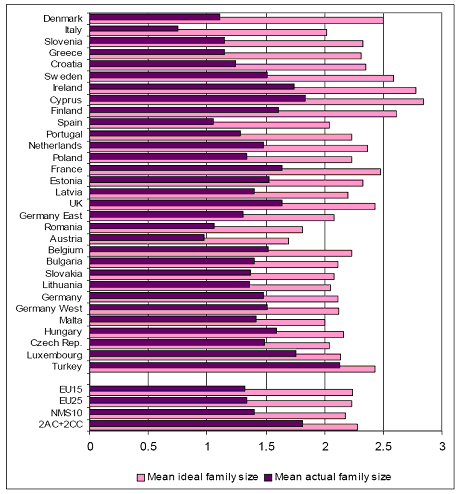 Denmark
Italy
Slovenia
Greece
Croatia
Sweden
Ireland
Cyprus
Finland
Spain
Portugal
Netherlands
Poland
France
Estonia
Latvia
UK
Germany East
Romania
Austria
Belgium
Bulgaria
Slovakia
Lithuania
Germany
Germany West
Malta
Hungary
Czech Rep.
Luxembourg
Turkey
EU15
EU25
NMS10
2AC+2CC
0 0.5 1 1.5 2 2.5 3
Mean ideal family size Mean actual family size